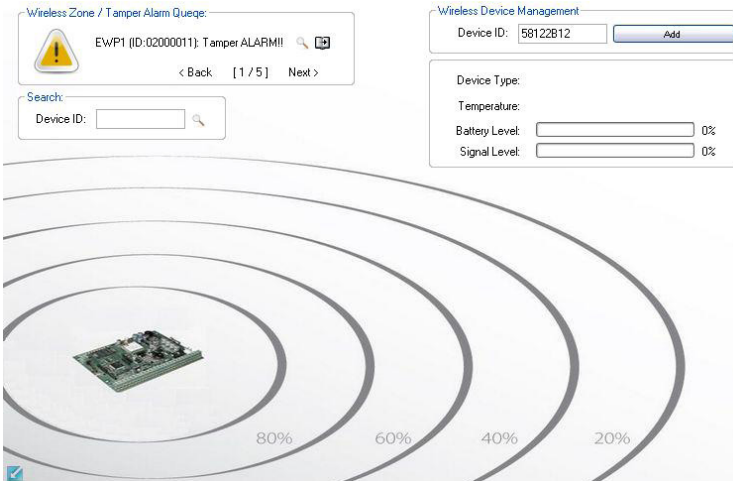 Wireless Zone / Tamper Alarm Queqe:
EWP1 (ID:02000011): Tamper ALARM!!
< Back [ 1 / 5 ] Next >
Search:
Device ID:
Wireless Device Management
Device ID: 58122B12 Add
Device Type:
Temperature:
Battery Level: 0%
Signal Level: 0%
80% 60% 40% 20%